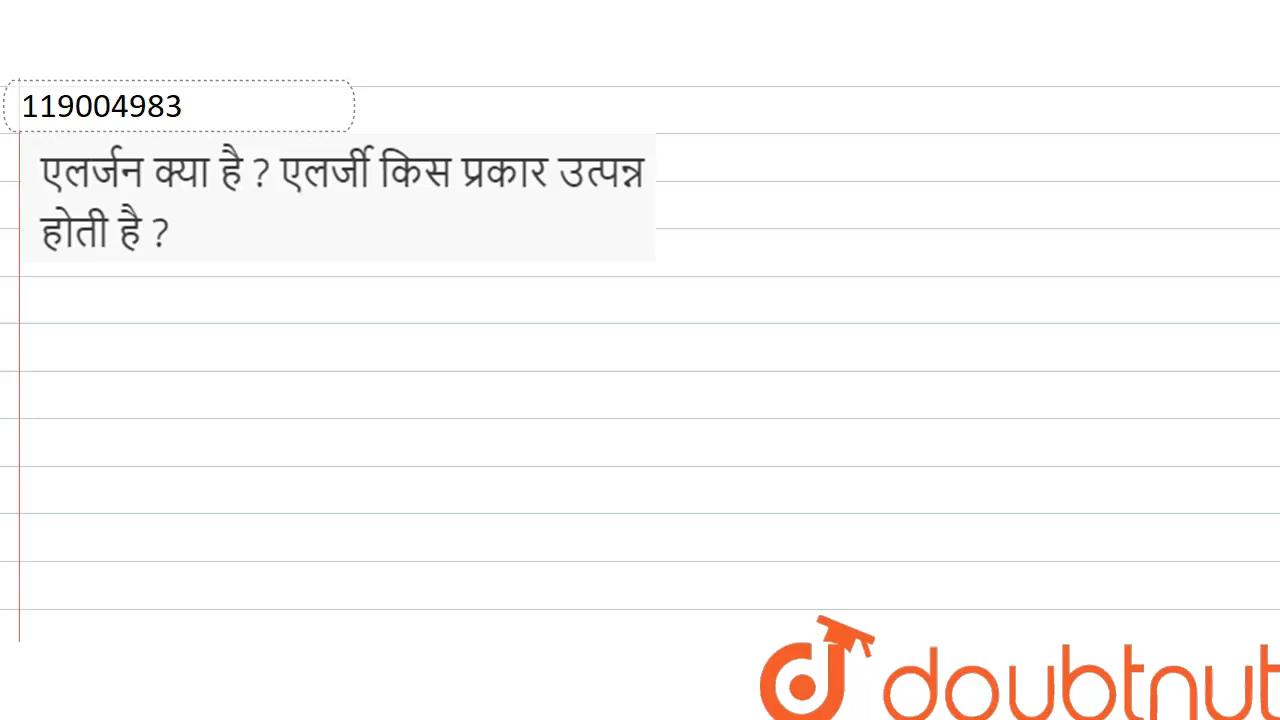 119004983
एलर्जन क्या है ? एलर्जी किस प्रकार उत्पन्न
होती है ?
doubtnut